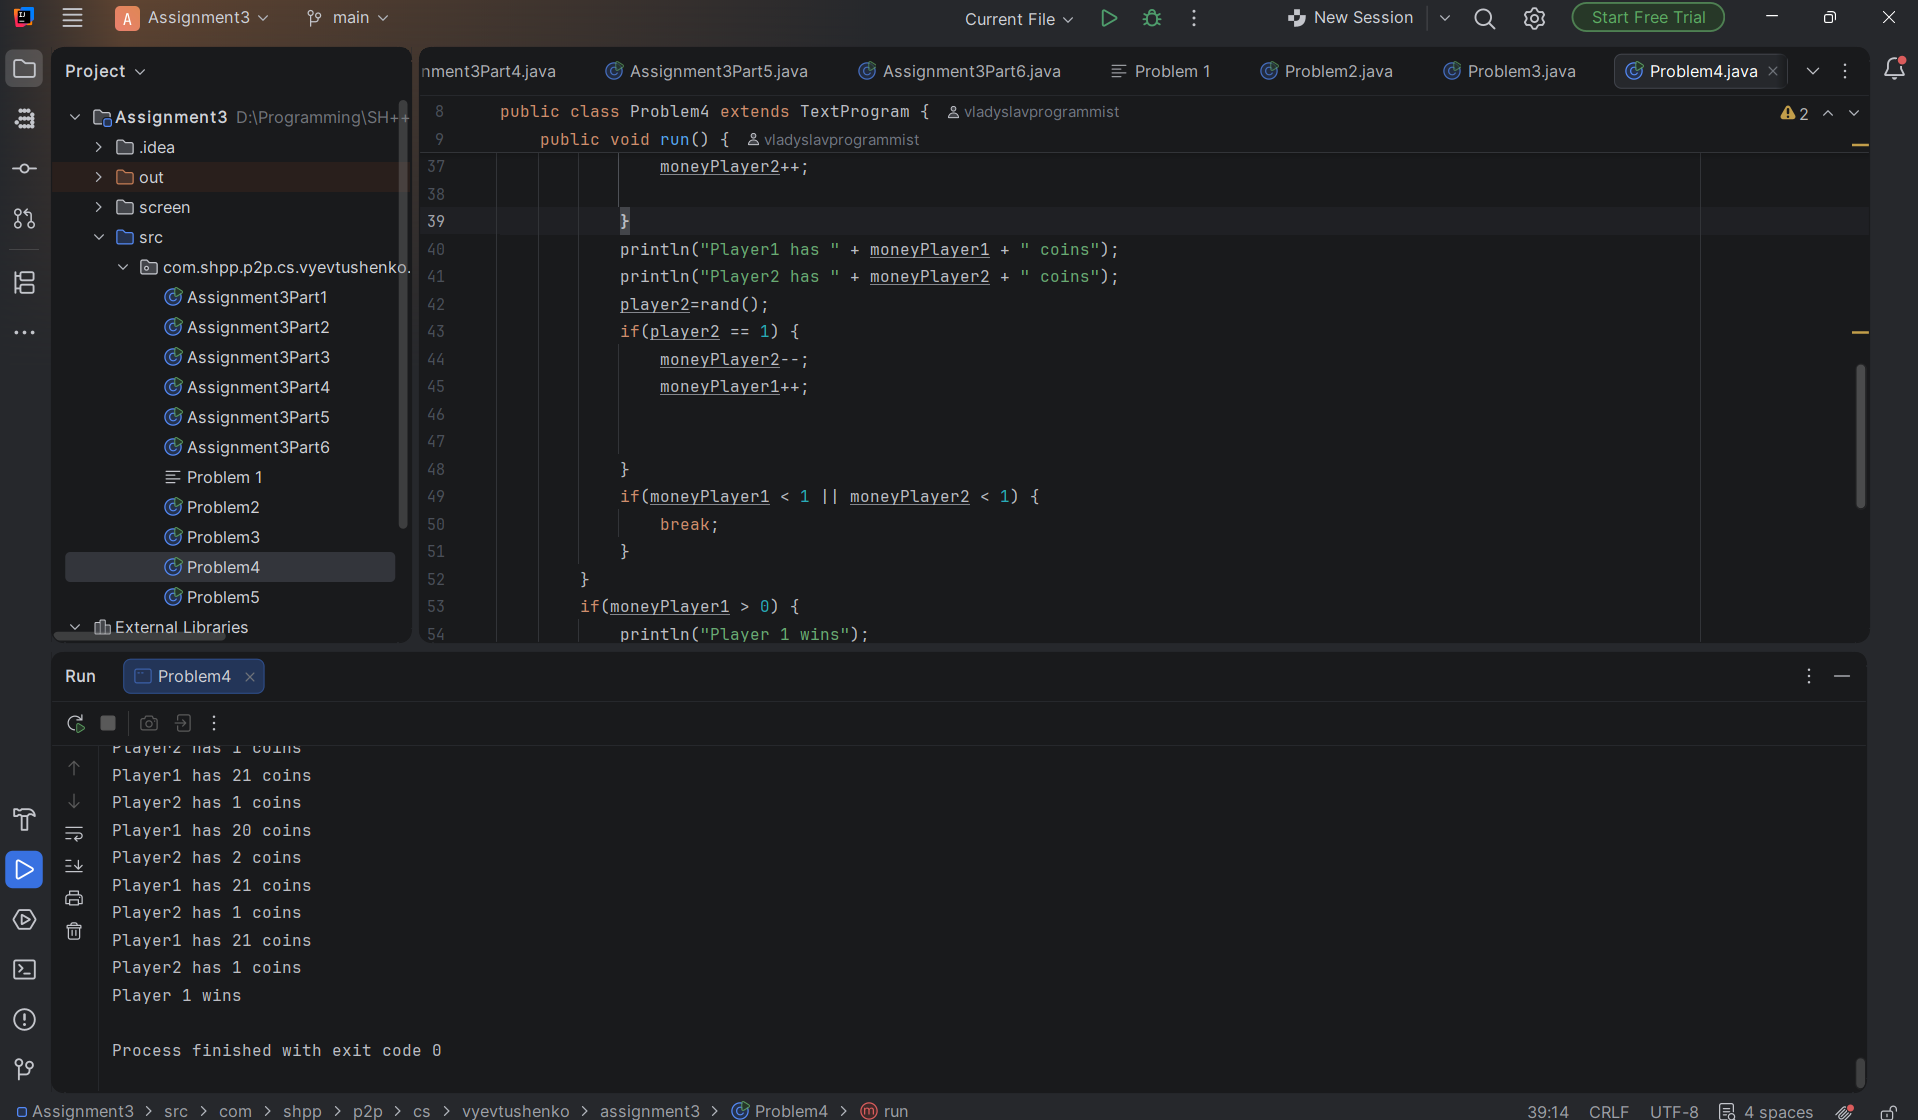 A Assignment3 main Current File New Session Start Free Trial
Project
nment3Part4.java Assignment3Part5.java Assignment3Part6.java Problem 1 Problem2.java Problem3.java Problem4.java
Assignment3 D:\Programming\SH++
.idea
out
screen
src
com.shpp.p2p.cs.vyevtushenko.
Assignment3Part1
Assignment3Part2
Assignment3Part3
Assignment3Part4
Assignment3Part5
Assignment3Part6
Problem 1
Problem2
Problem3
Problem4
Problem5
External Libraries
8 public class Problem4 extends TextProgram { vladyslavprogrammist
2
9 public void run() { vladyslavprogrammist
37 moneyPlayer2++;
38
39 }
40 println("Player1 has " + moneyPlayer1 + " coins");
41 println("Player2 has " + moneyPlayer2 + " coins");
42 player2=rand();
43 if(player2 == 1) {
44 moneyPlayer2--;
45 moneyPlayer1++;
46
47
48 }
49 if(moneyPlayer1 < 1 || moneyPlayer2 < 1) {
50 break;
51 }
52 }
53 if(moneyPlayer1 > 0) {
54 println("Player 1 wins");
Run Problem4
Player2 has 1 coins
Player1 has 21 coins
Player2 has 1 coins
Player1 has 20 coins
Player2 has 2 coins
Player1 has 21 coins
Player2 has 1 coins
Player1 has 21 coins
Player2 has 1 coins
Player 1 wins
Process finished with exit code 0
Assignment3 > src > com > shpp > p2p > cs > vyevtushenko > assignment3 > Problem4 > m run
39:14 CRLF UTF-8 4 spaces